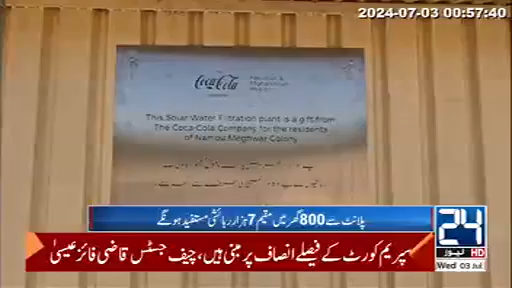 2024-07-03 00:57:40
Coca-Cola
Pakistan &
Afghanistan
Region
This Solar Water Filtration plant is a gift from
The Coca-Cola Company for the residents
of Namou Meghwar Colony
پلانٹ سے 800 گھر میں مقیم 7 ہزار رہائشی مستفید ہونگے
سپریم کورٹ کے فیصلے انصاف پر مبنی ہیں، چیف جسٹس قاضی فائز عیسیٰ
24
نیوز HD
Wed 03 Jul